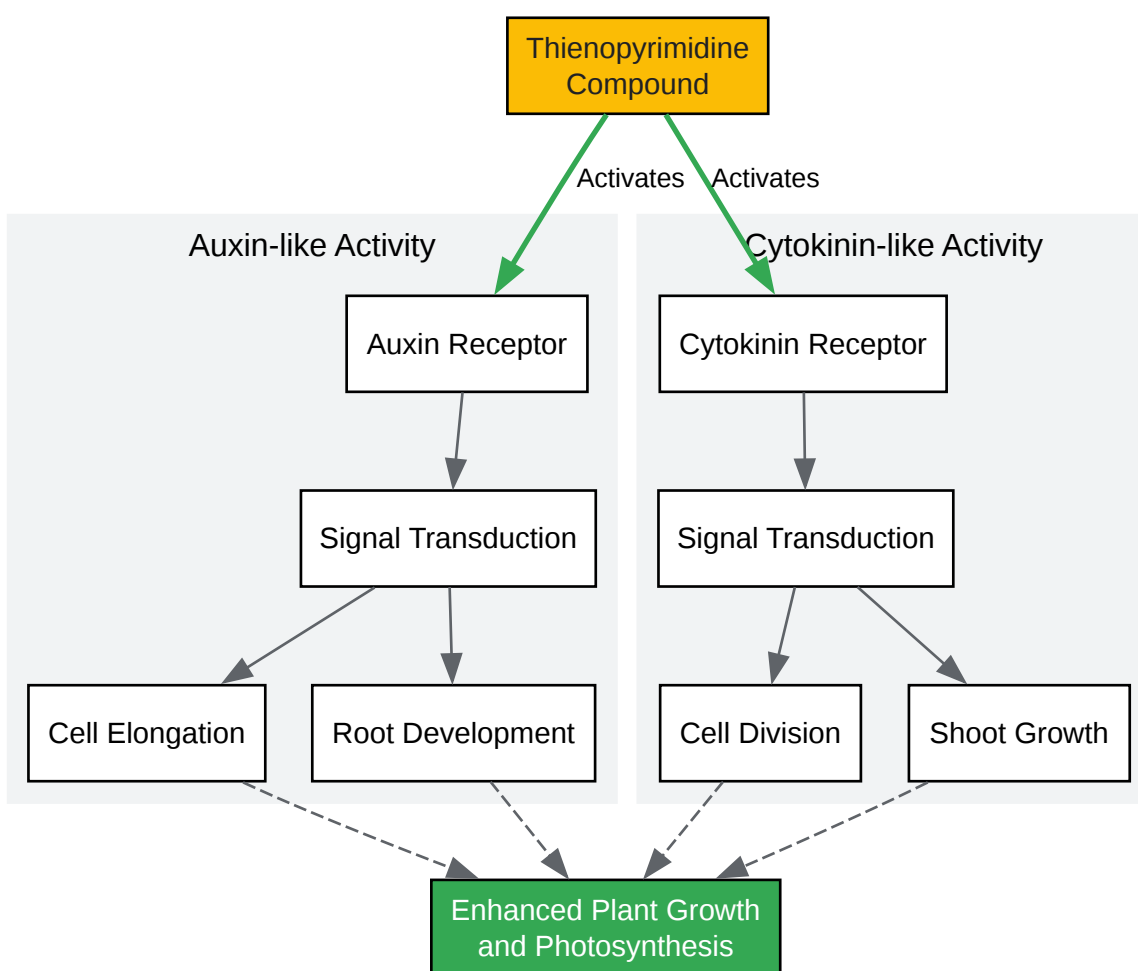 Thienopyrimidine
Compound
Activates
Activates
Auxin-like Activity
Cytokinin-like Activity
Auxin Receptor
Cytokinin Receptor
Signal Transduction
Signal Transduction
Cell Elongation
Root Development
Cell Division
Shoot Growth
Enhanced Plant Growth
and Photosynthesis